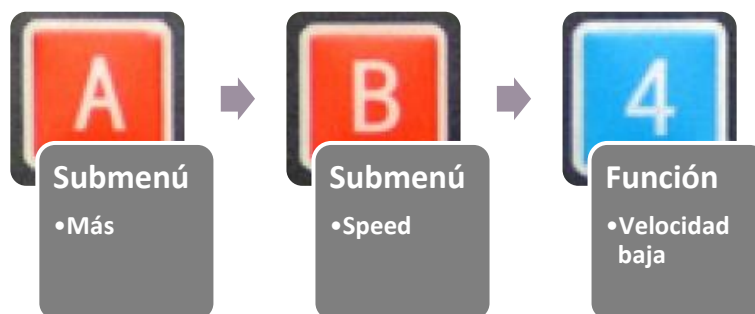 A
Submenú
•Más
B
Submenú
•Speed
4
Función
•Velocidad
baja